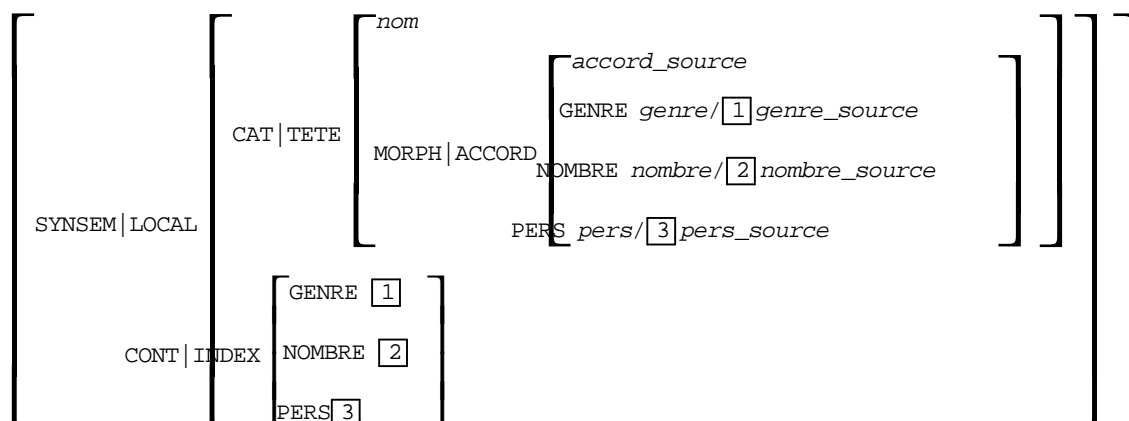 nom
accord_source
GENRE genre/1 genre_source
CAT|TETE
MORPH|ACCORD
NOMBRE nombre/2 nombre_source
SYNSEM|LOCAL
PERS pers/3 pers_source
GENRE 1
CONT|INDEX NOMBRE 2
PERS 3